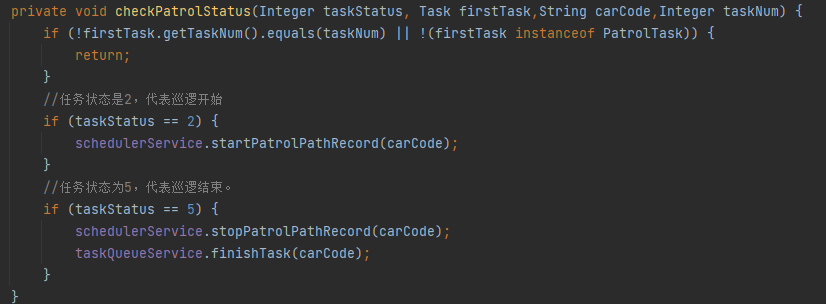 private void checkPatrolStatus(Integer taskStatus, Task firstTask,String carCode,Integer taskNum) {
if (!firstTask.getTaskNum().equals(taskNum) || !(firstTask instanceof PatrolTask)) {
return;
}
//任务状态是2，代表巡逻开始
if (taskStatus == 2) {
schedulerService.startPatrolPathRecord(carCode);
}
//任务状态为5，代表巡逻结束。
if (taskStatus == 5) {
schedulerService.stopPatrolPathRecord(carCode);
taskQueueService.finishTask(carCode);
}
}